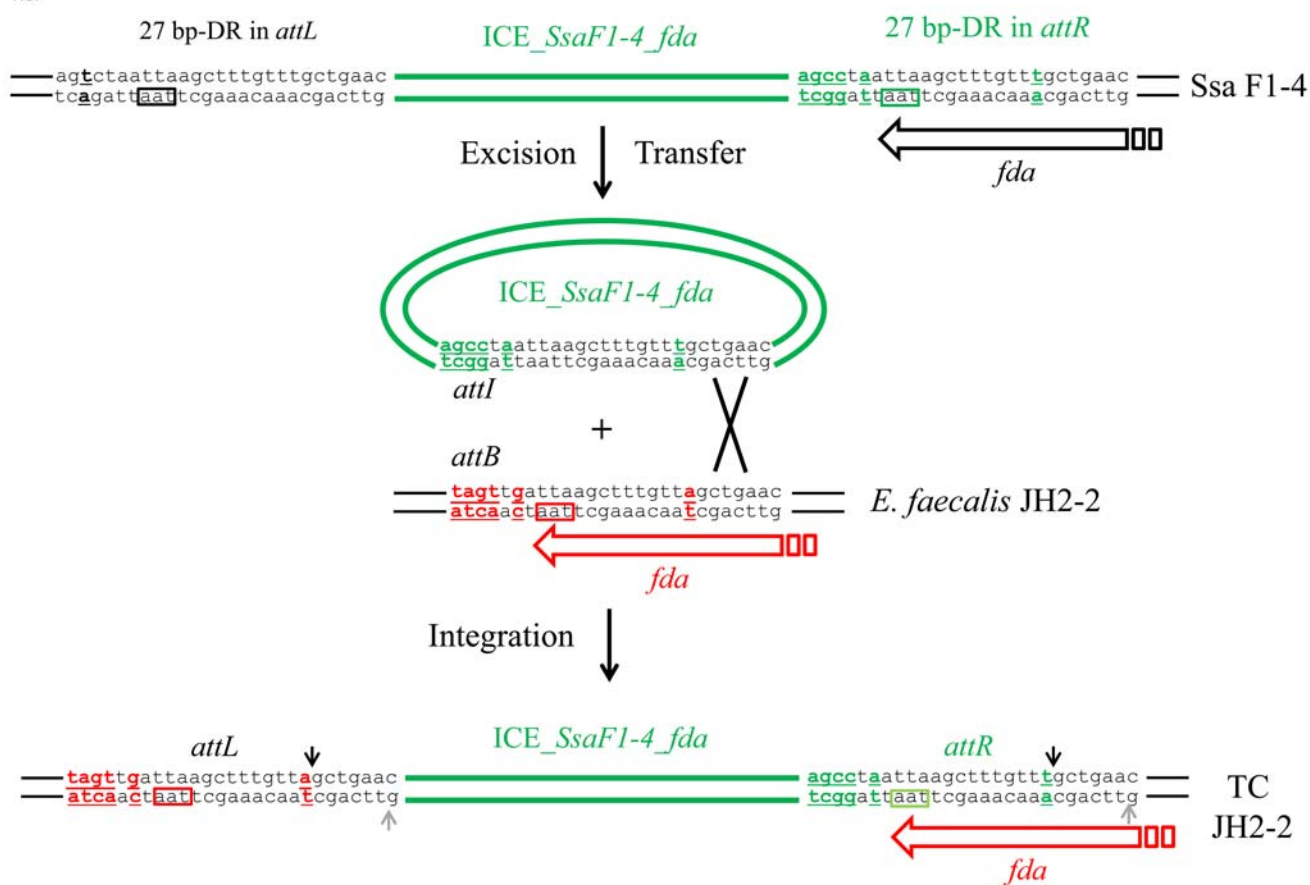 27 bp-DR in attL
ICE_SsaF1-4_fda
27 bp-DR in attR
agtctaattaagctttgtttgctgaac
agcctaattaagctttgtttgctgaac
tcagattaattcgaaacaaacgacttg
tcggattaattcgaaacaaacgacttg
Ssa F1-4
fda
Excision
Transfer
ICE_SsaF1-4_fda
agcctaattaagctttgtttgctgaac
tcggattaattcgaaacaaacgacttg
attI
+
attB
tagttgattaagctttgttagctgaac
atcaactaattcgaaacaatcgacttg
E. faecalis JH2-2
fda
Integration
attL
ICE_SsaF1-4_fda
attR
tagttgattaagctttgttagctgaac
agcctaattaagctttgtttgctgaac
atcaactaattcgaaacaatcgacttg
tcggattaattcgaaacaaacgacttg
TC
JH2-2
fda